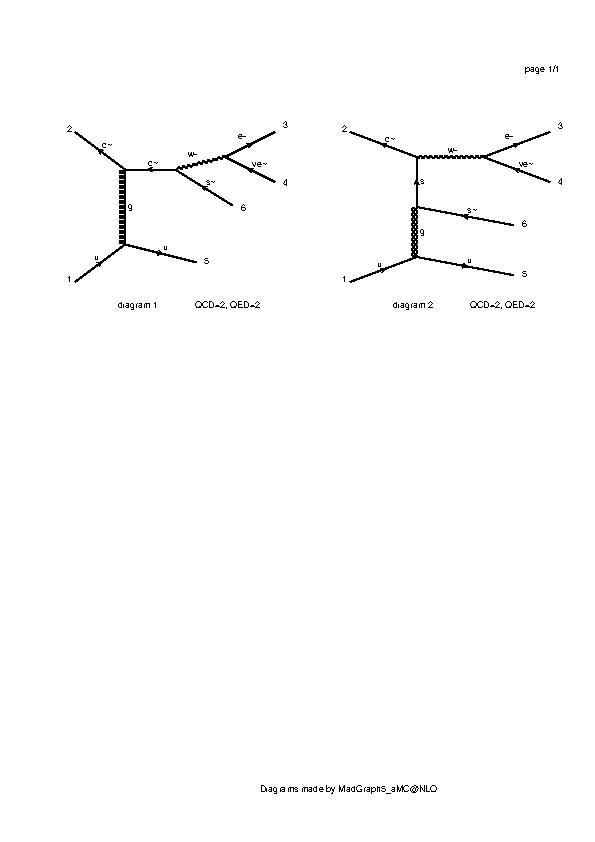 page 1/1
2
c~
g
u
1
c~
w-
e-
3
ve~
4
s~
6
u
5
diagram 1 QCD=2, QED=2
2
c~
w-
e-
3
ve~
4
s
s~
6
g
u
1
u
5
diagram 2 QCD=2, QED=2
Diagrams made by MadGraph5_aMC@NLO